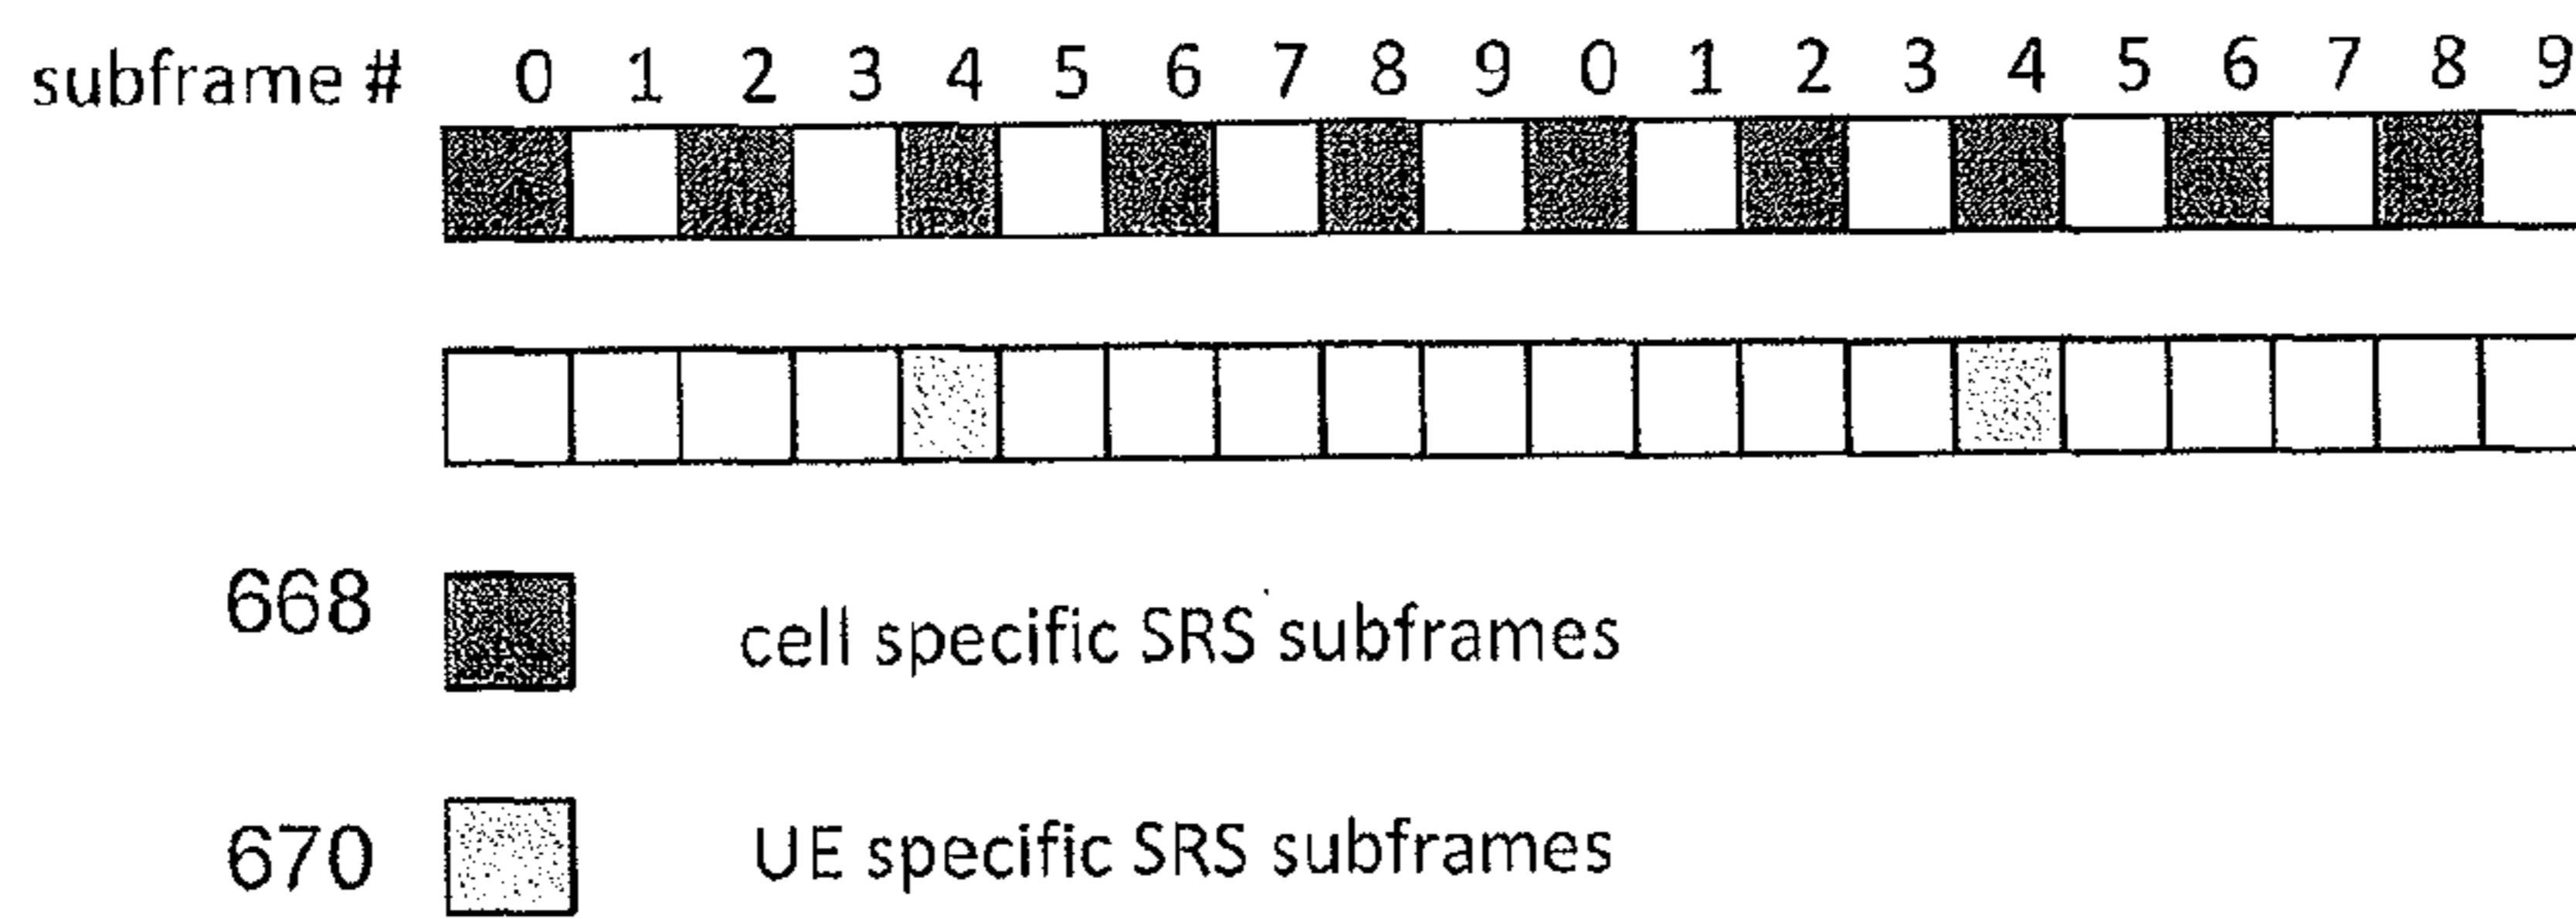 subframe # 0 1 2 3 4 5 6 7 8 9 0 1 2 3 4 5 6 7 8 9
668 cell specific SRS subframes
670 UE specific SRS subframes